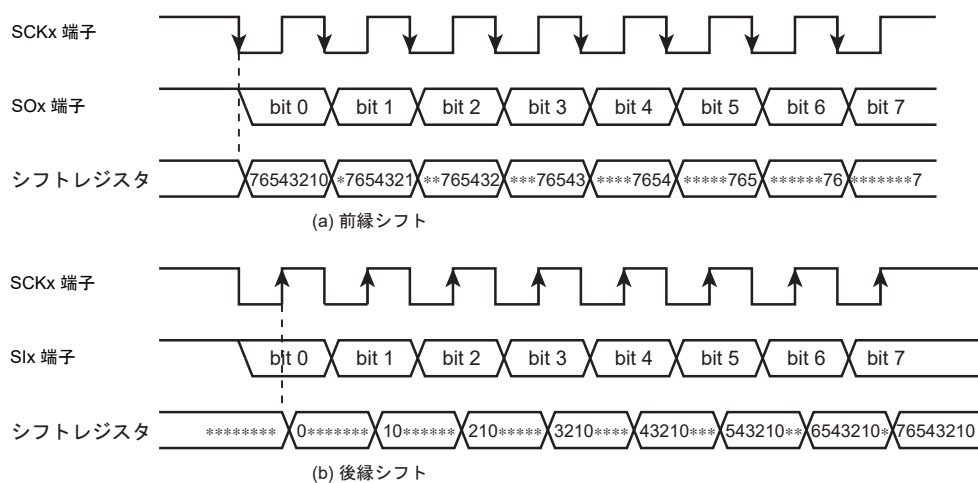 SCKx 端子
SOx 端子
bit 0 bit 1 bit 2 bit 3 bit 4 bit 5 bit 6 bit 7
シフトレジスタ
76543210 *7654321 **765432 ***76543 ****7654 *****765 ******76 *******7
(a) 前縁シフト
SCKx 端子
SIx 端子
bit 0 bit 1 bit 2 bit 3 bit 4 bit 5 bit 6 bit 7
シフトレジスタ
******** 0******* 10****** 210***** 3210**** 43210*** 543210** 6543210* 76543210
(b) 後縁シフト